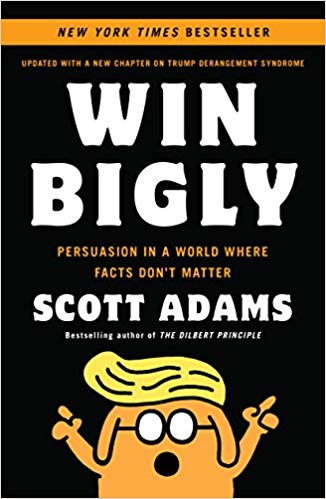 NEW YORK TIMES BESTSELLER
UPDATED WITH A NEW CHAPTER ON TRUMP DERANGEMENT SYNDROME
WIN
BIGLY
PERSUASION IN A WORLD WHERE
FACTS DON'T MATTER
SCOTT ADAMS
Bestselling author of THE DILBERT PRINCIPLE